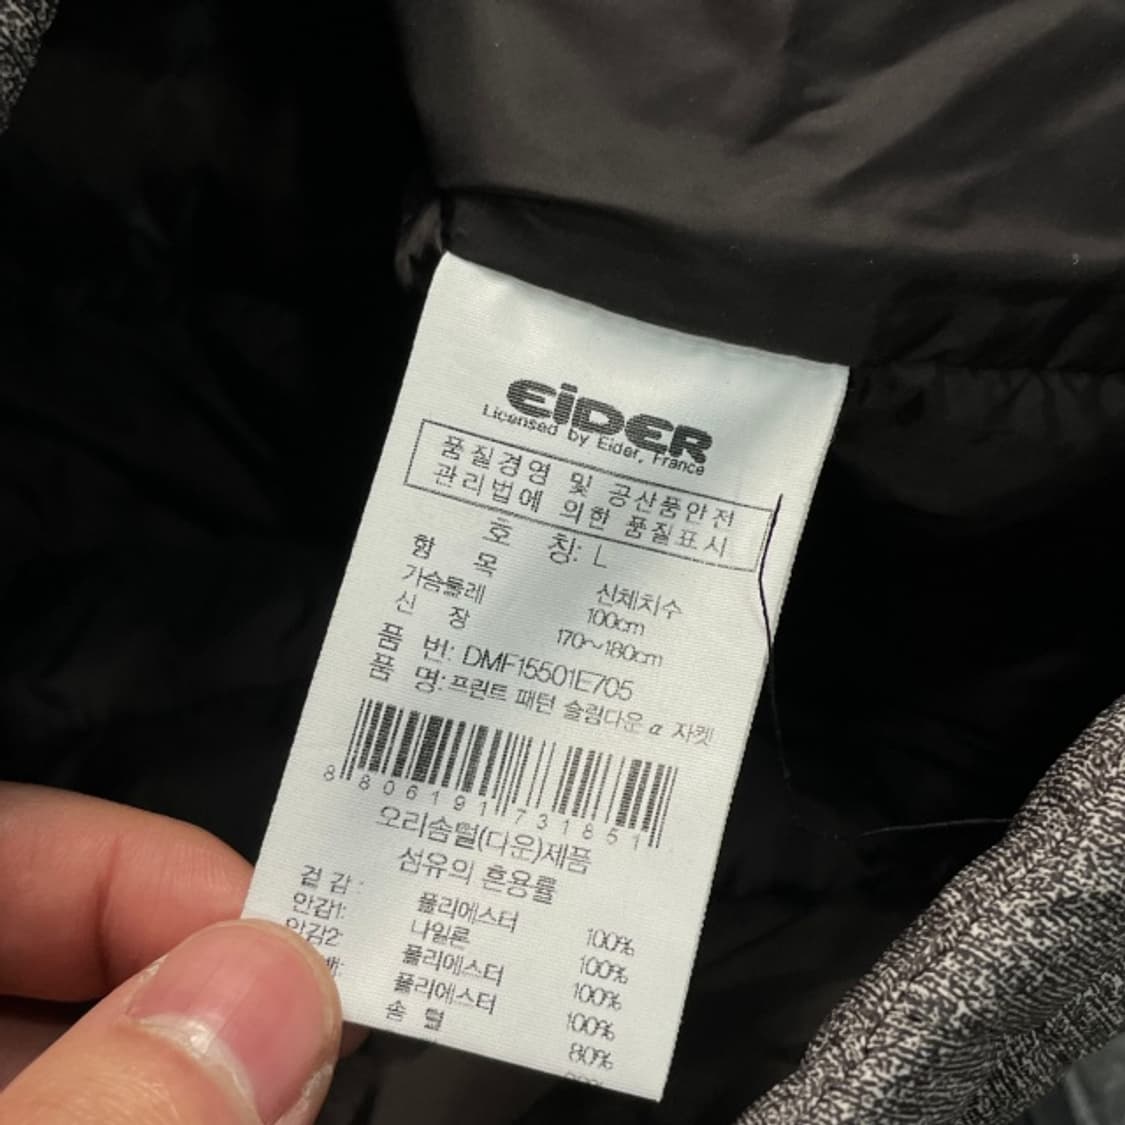 EiDER
Licensed by Eider, France
품질경영 및 공산품안전
관리법에 의한 품질표시
호 칭: L
항 목 신체치수
가슴둘레 100cm
신 장 170~180cm
품 번: DMF15501E705
품 명: 프린트 패턴 슬림다운 α 자켓
8 806191 731851
오리솜털(다운)제품
섬유의 혼용률
겉감: 폴리에스터 100%
안감1: 나일론 100%
안감2: 폴리에스터 100%
폴리에스터 100%
솜 털 80%